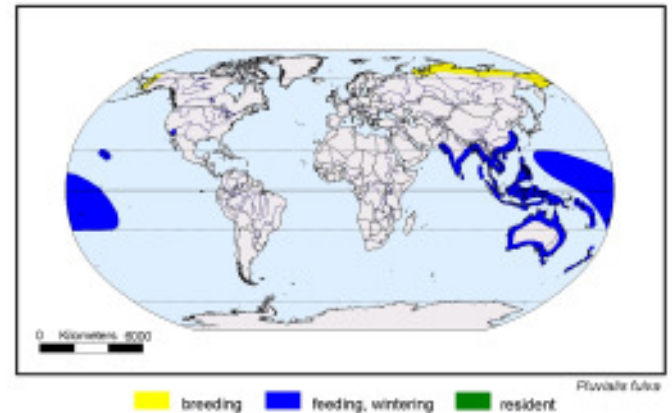 0 Kilometers 6000
Pluvialis fulva
breeding feeding, wintering resident